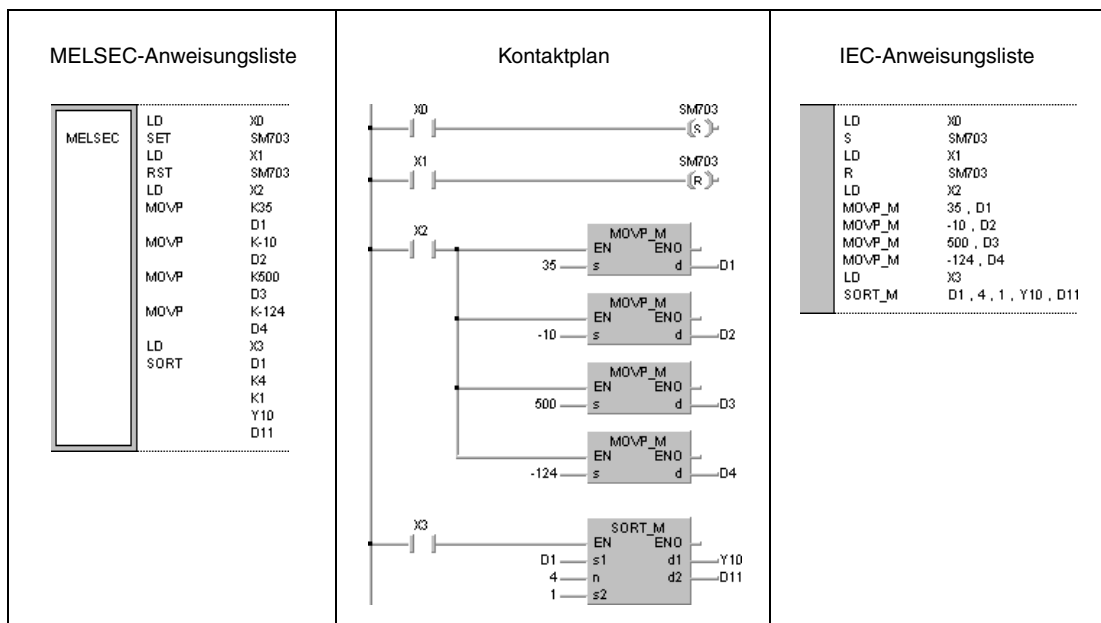 MELSEC-Anweisungsliste
MELSEC
LD X0
SET SM703
LD X1
RST SM703
LD X2
MOVP K35
D1
MOVP K-10
D2
MOVP K500
D3
MOVP K-124
D4
LD X3
SORT D1
K4
K1
Y10
D11
Kontaktplan
X0 SM703
S
X1 SM703
R
X2
MOVP_M
EN ENO
35 s d D1
MOVP_M
EN ENO
-10 s d D2
MOVP_M
EN ENO
500 s d D3
MOVP_M
EN ENO
-124 s d D4
X3
SORT_M
EN ENO
D1 s1 d1 Y10
4 n d2 D11
1 s2
IEC-Anweisungsliste
LD X0
S SM703
LD X1
R SM703
LD X2
MOVP_M 35 , D1
MOVP_M -10 , D2
MOVP_M 500 , D3
MOVP_M -124 , D4
LD X3
SORT_M D1 , 4 , 1 , Y10 , D11